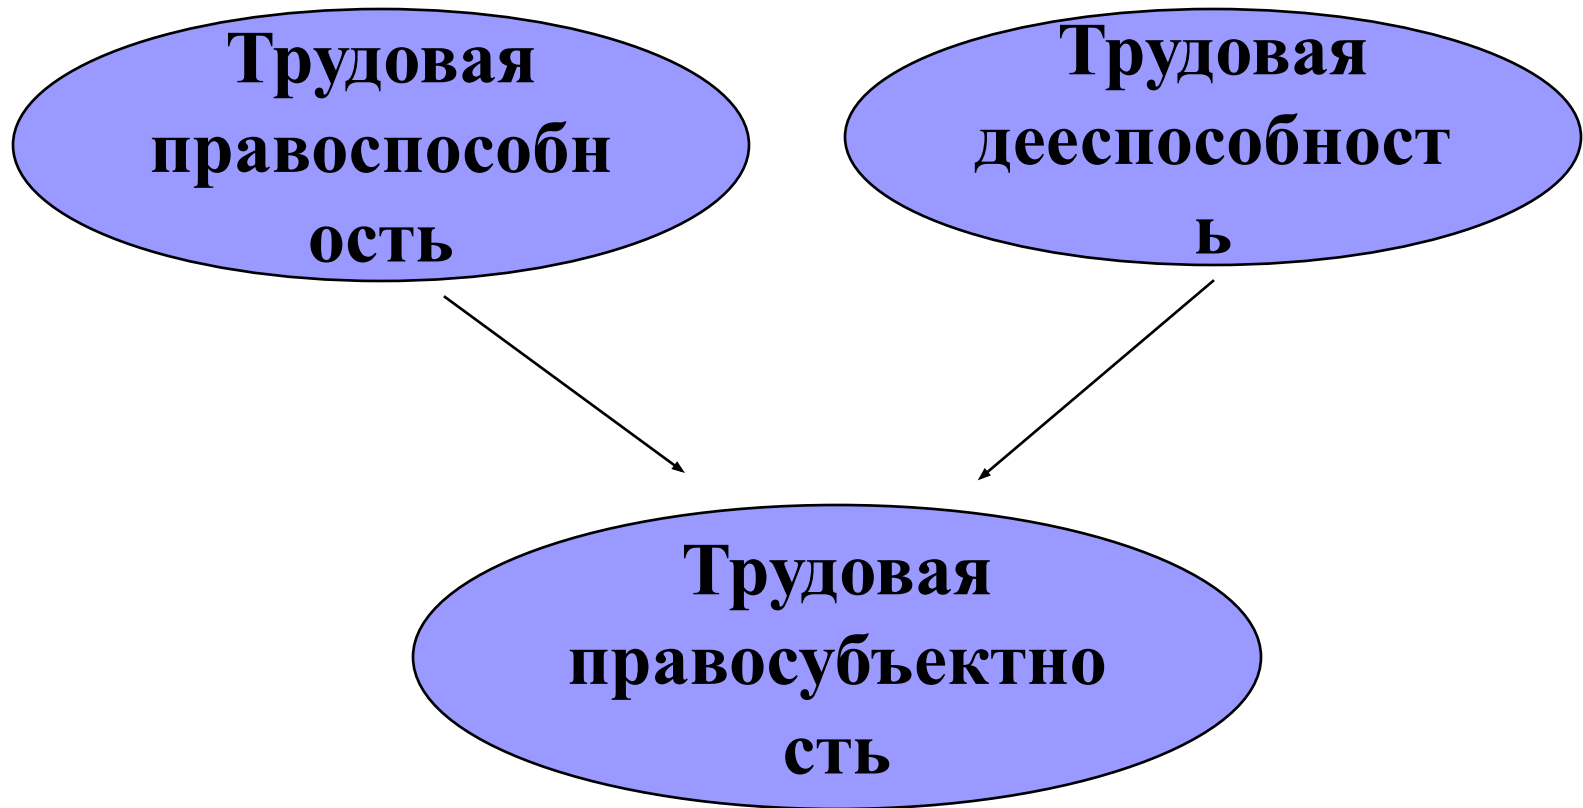 Трудовая
правоспособн
ость
Трудовая
дееспособност
ь
Трудовая
правосубъектно
сть